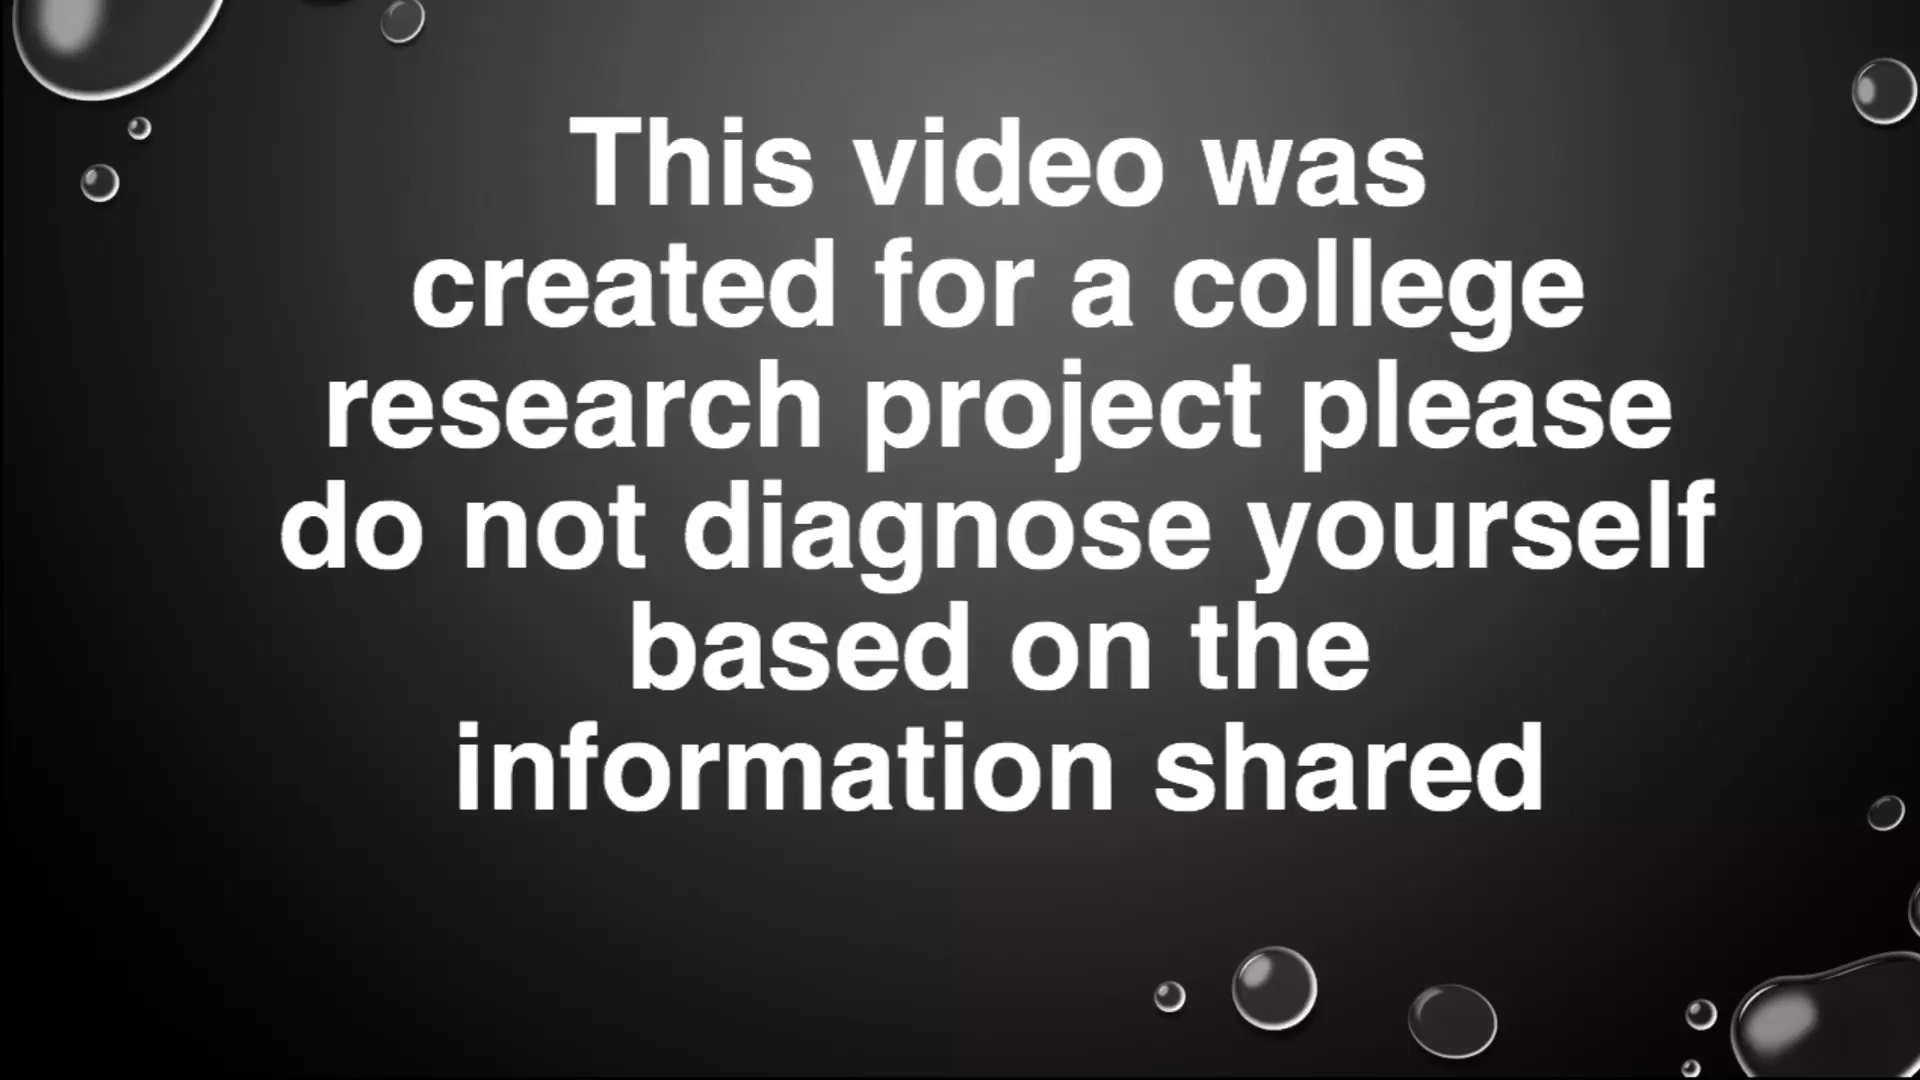 This video was
created for a college
research project please
do not diagnose yourself
based on the
information shared